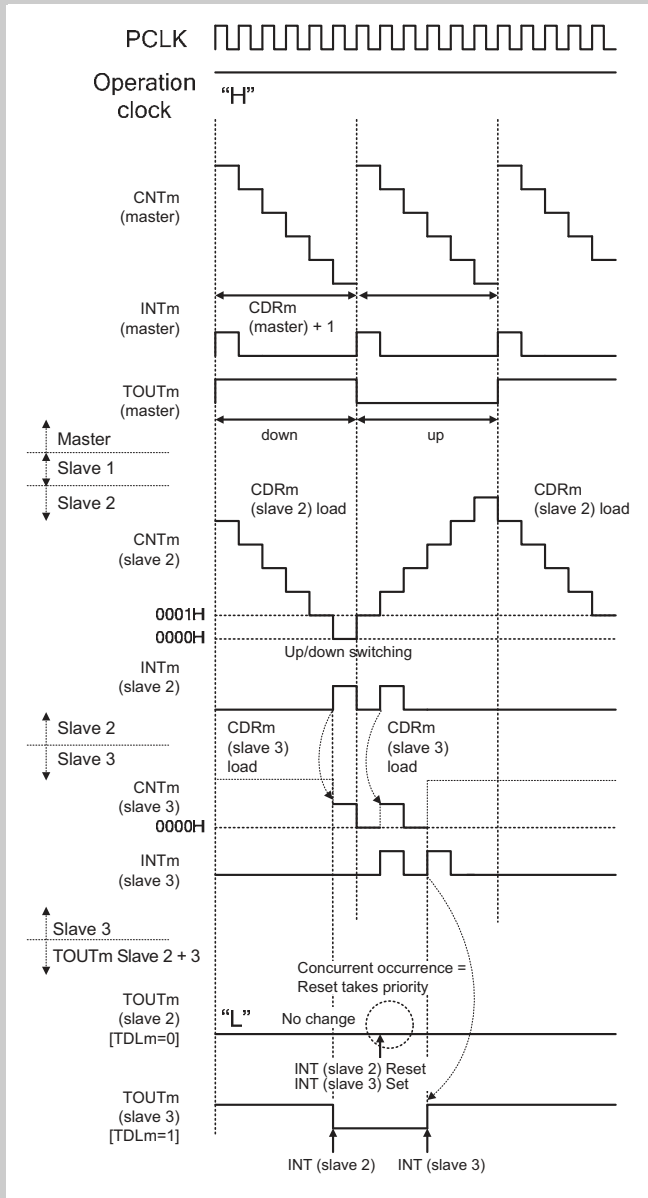 PCLK
Operation
clock
“H”
CNTm
(master)
INTm
(master)
CDRm
(master) + 1
TOUTm
(master)
down
up
Master
Slave 1
Slave 2
CDRm
(slave 2) load
CDRm
(slave 2) load
CNTm
(slave 2)
0001H
0000H
Up/down switching
INTm
(slave 2)
Slave 2
Slave 3
CDRm
(slave 3)
load
CDRm
(slave 3)
load
CNTm
(slave 3)
0000H
INTm
(slave 3)
Slave 3
TOUTm Slave 2 + 3
Concurrent occurrence =
Reset takes priority
TOUTm
(slave 2)
[TDLm=0]
“L”
No change
INT (slave 2) Reset
INT (slave 3) Set
TOUTm
(slave 3)
[TDLm=1]
INT (slave 2)
INT (slave 3)